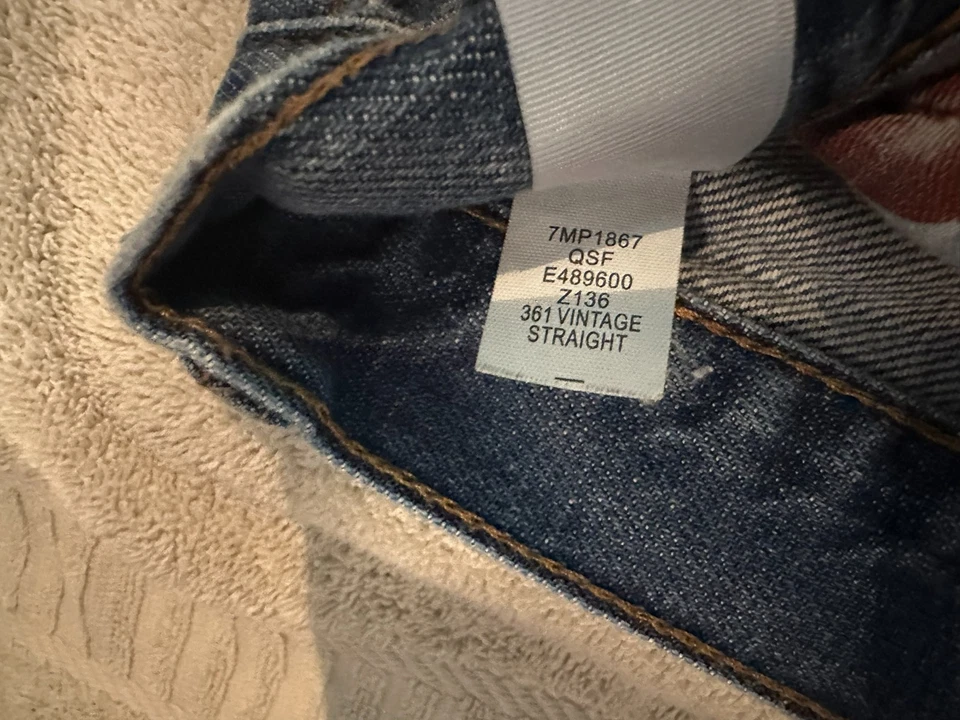 7MP1867
QSF
E489600
Z136
361 VINTAGE
STRAIGHT